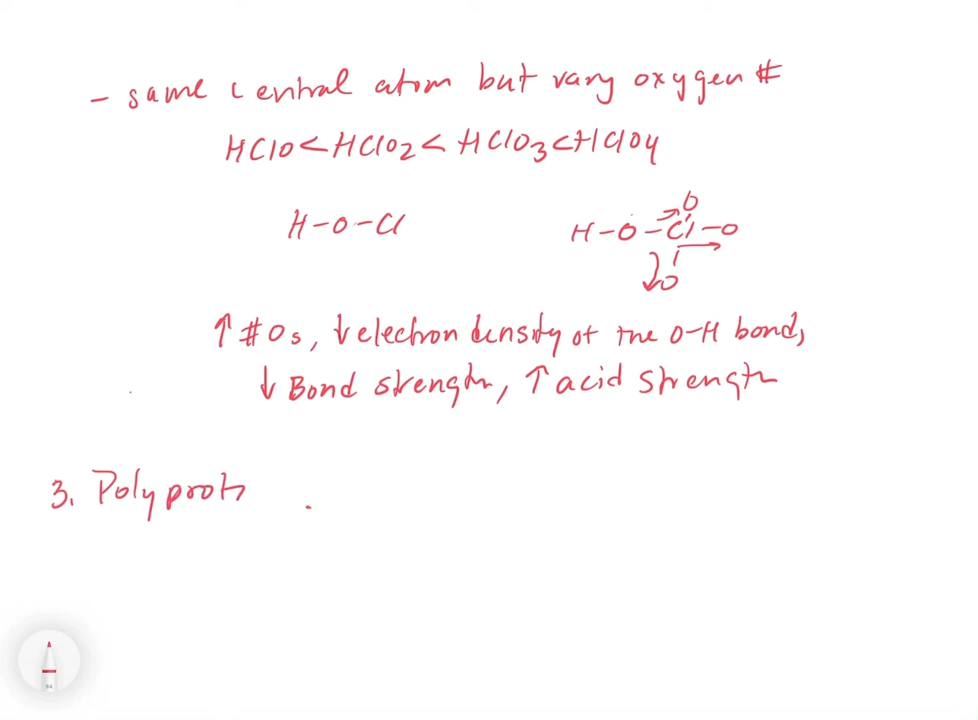 - same central atom but vary oxygen #
HClO < HClO2 < HClO3 < HClO4
H-O-Cl
O
H-O-Cl-O
O
↑ #Os, ↓ electron density of the O-H bond,
↓ Bond strength, ↑ acid strength
3. Polyprot